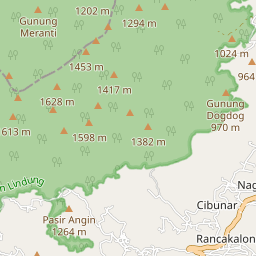 1202 m
1294 m
Gunung
Meranti
1024 m
1453 m
964
1417 m
1628 m
Gunung
Dogdog
970 m
613 m
1598 m
1382 m
Lindung
Nag
Cibunar
Pasir Angin
1264 m
Rancakalon